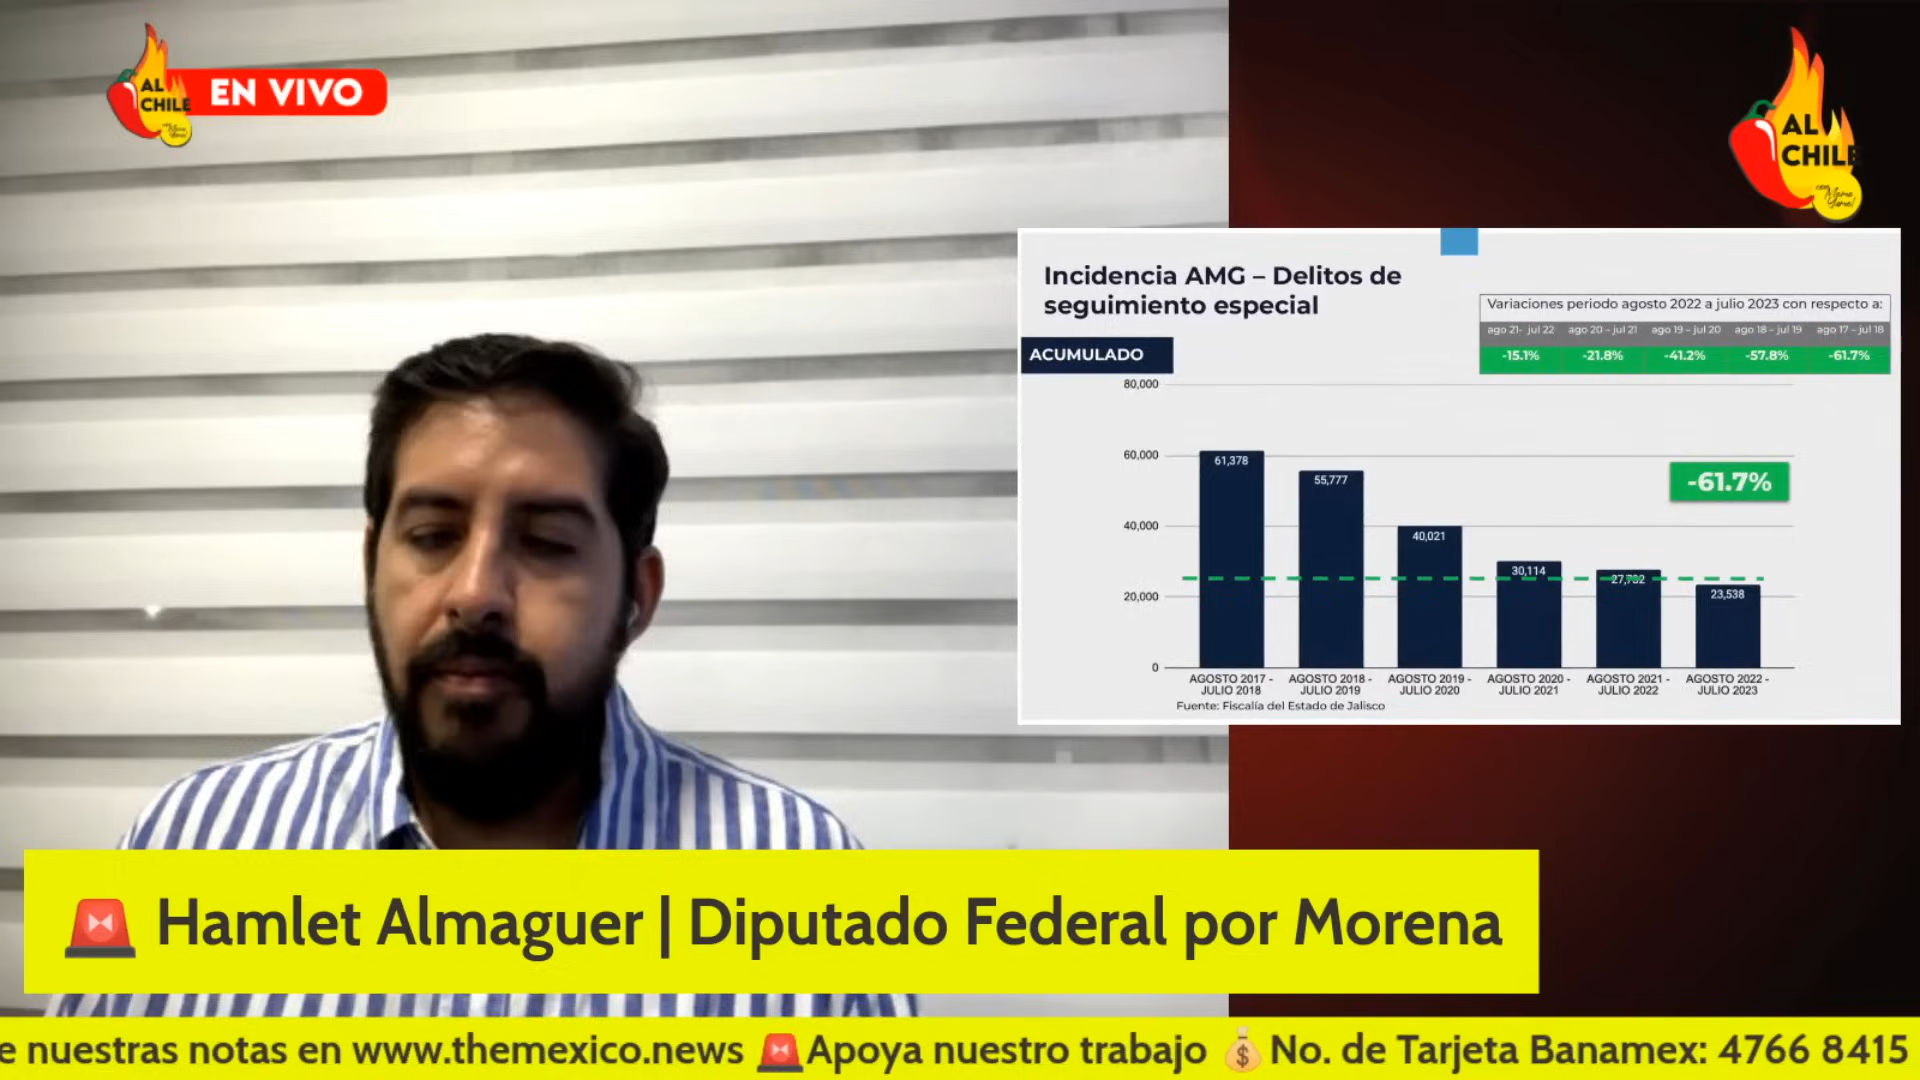 AL
CHILE
EN VIVO
AL
CHILE
Incidencia AMG – Delitos de
seguimiento especial
Variaciones periodo agosto 2022 a julio 2023 con respecto a:
ago 21- jul 22 ago 20 – jul 21 ago 19 – jul 20 ago 18 – jul 19 ago 17 – jul 18
-15.1% -21.8% -41.2% -57.8% -61.7%
ACUMULADO
80,000
60,000
40,000
20,000
0
61,378
55,777
40,021
30,114
23,538
-61.7%
AGOSTO 2017 -
JULIO 2018
AGOSTO 2018 -
JULIO 2019
AGOSTO 2019 -
JULIO 2020
AGOSTO 2020 -
JULIO 2021
AGOSTO 2021 -
JULIO 2022
AGOSTO 2022 -
JULIO 2023
Fuente: Fiscalía del Estado de Jalisco
Hamlet Almaguer | Diputado Federal por Morena
e nuestras notas en www.themexico.news Apoya nuestro trabajo No. de Tarjeta Banamex: 4766 8415